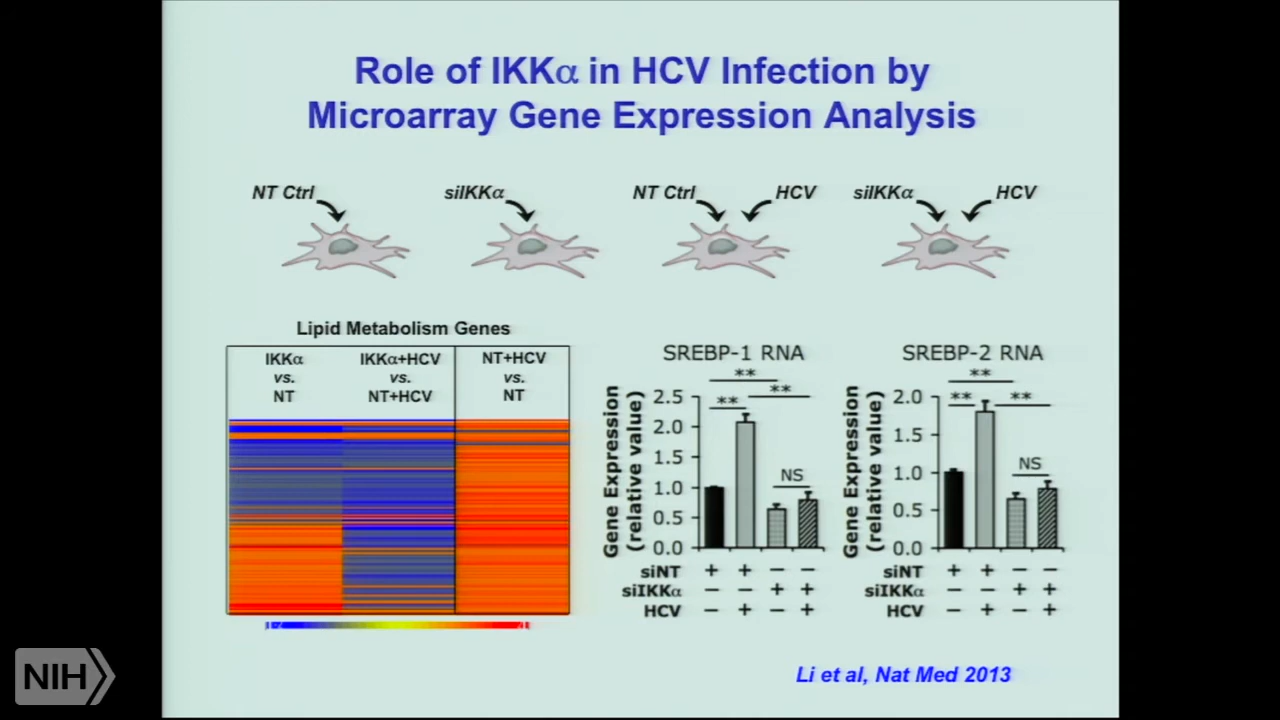 Role of IKKα in HCV Infection by
Microarray Gene Expression Analysis
NT Ctrl
siIKKα
NT Ctrl HCV
siIKKα HCV
Lipid Metabolism Genes
IKKα
vs.
NT
IKKα+HCV
vs.
NT+HCV
NT+HCV
vs.
NT
SREBP-1 RNA
Gene Expression
(relative value)
2.5
2.0
1.5
1.0
0.5
0.0
**
**
**
NS
siNT + + – –
siIKKα – – + +
HCV – + – +
SREBP-2 RNA
Gene Expression
(relative value)
2.0
1.5
1.0
0.5
0.0
**
** **
NS
siNT + + – –
siIKKα – – + +
HCV – + – +
Li et al, Nat Med 2013
NIH